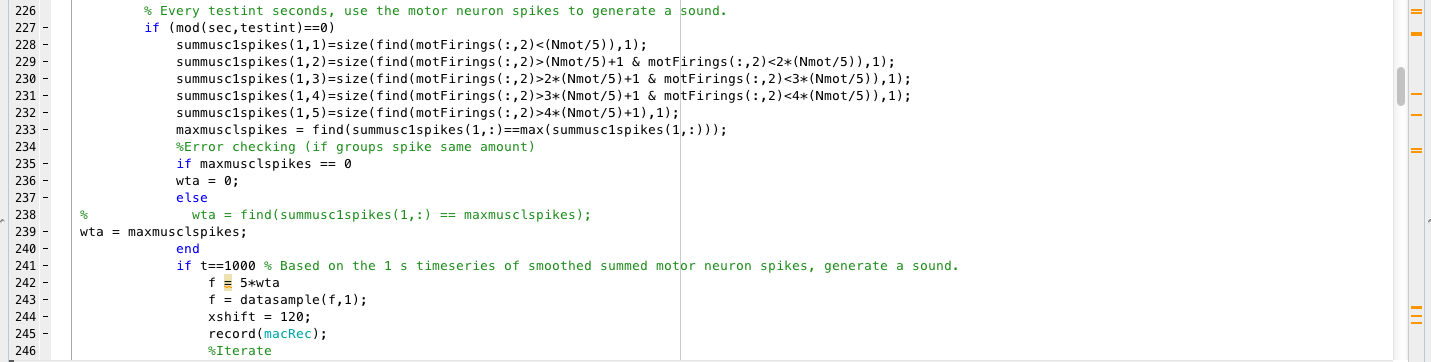 226 % Every testint seconds, use the motor neuron spikes to generate a sound.
227 - if (mod(sec,testint)==0)
228 - summusc1spikes(1,1)=size(find(motFirings(:,2)<(Nmot/5)),1);
229 - summusc1spikes(1,2)=size(find(motFirings(:,2)>(Nmot/5)+1 & motFirings(:,2)<2*(Nmot/5)),1);
230 - summusc1spikes(1,3)=size(find(motFirings(:,2)>2*(Nmot/5)+1 & motFirings(:,2)<3*(Nmot/5)),1);
231 - summusc1spikes(1,4)=size(find(motFirings(:,2)>3*(Nmot/5)+1 & motFirings(:,2)<4*(Nmot/5)),1);
232 - summusc1spikes(1,5)=size(find(motFirings(:,2)>4*(Nmot/5)+1),1);
233 - maxmusclspikes = find(summusc1spikes(1,:)==max(summusc1spikes(1,:)));
234 %Error checking (if groups spike same amount)
235 - if maxmusclspikes == 0
236 - wta = 0;
237 - else
238 % wta = find(summusc1spikes(1,:) == maxmusclspikes);
239 - wta = maxmusclspikes;
240 - end
241 - if t==1000 % Based on the 1 s timeseries of smoothed summed motor neuron spikes, generate a sound.
242 - f = 5*wta
243 - f = datasample(f,1);
244 - xshift = 120;
245 - record(macRec);
246 %Iterate